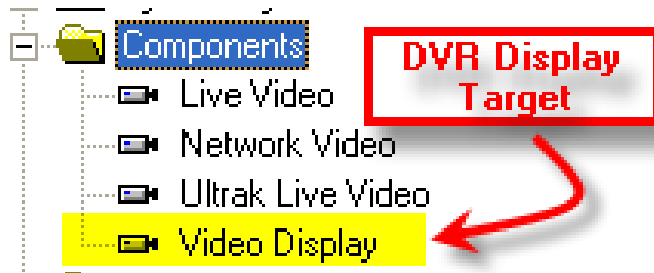 Components
DVR Display
Target
Live Video
Network Video
Ultrak Live Video
Video Display